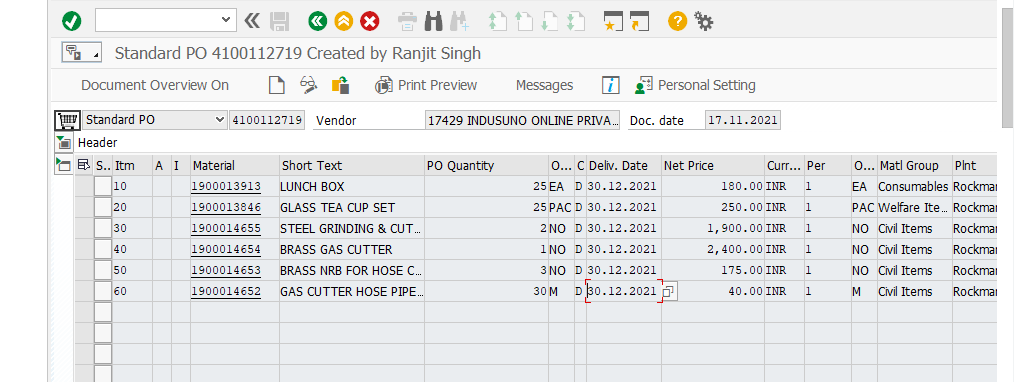 Standard PO 4100112719 Created by Ranjit Singh
Document Overview On Print Preview Messages Personal Setting
Standard PO 4100112719 Vendor 17429 INDUSUNO ONLINE PRIVA... Doc. date 17.11.2021
Header
S... Itm A I Material Short Text PO Quantity O... C Deliv. Date Net Price Curr... Per O... Matl Group Plnt
10 1900013913 LUNCH BOX 25 EA D 30.12.2021 180.00 INR 1 EA Consumables Rockman
20 1900013846 GLASS TEA CUP SET 25 PAC D 30.12.2021 250.00 INR 1 PAC Welfare Ite... Rockman
30 1900014655 STEEL GRINDING & CUT... 2 NO D 30.12.2021 1,900.00 INR 1 NO Civil Items Rockman
40 1900014654 BRASS GAS CUTTER 1 NO D 30.12.2021 2,400.00 INR 1 NO Civil Items Rockman
50 1900014653 BRASS NRB FOR HOSE C... 3 NO D 30.12.2021 175.00 INR 1 NO Civil Items Rockman
60 1900014652 GAS CUTTER HOSE PIPE... 30 M D 30.12.2021 40.00 INR 1 M Civil Items Rockman